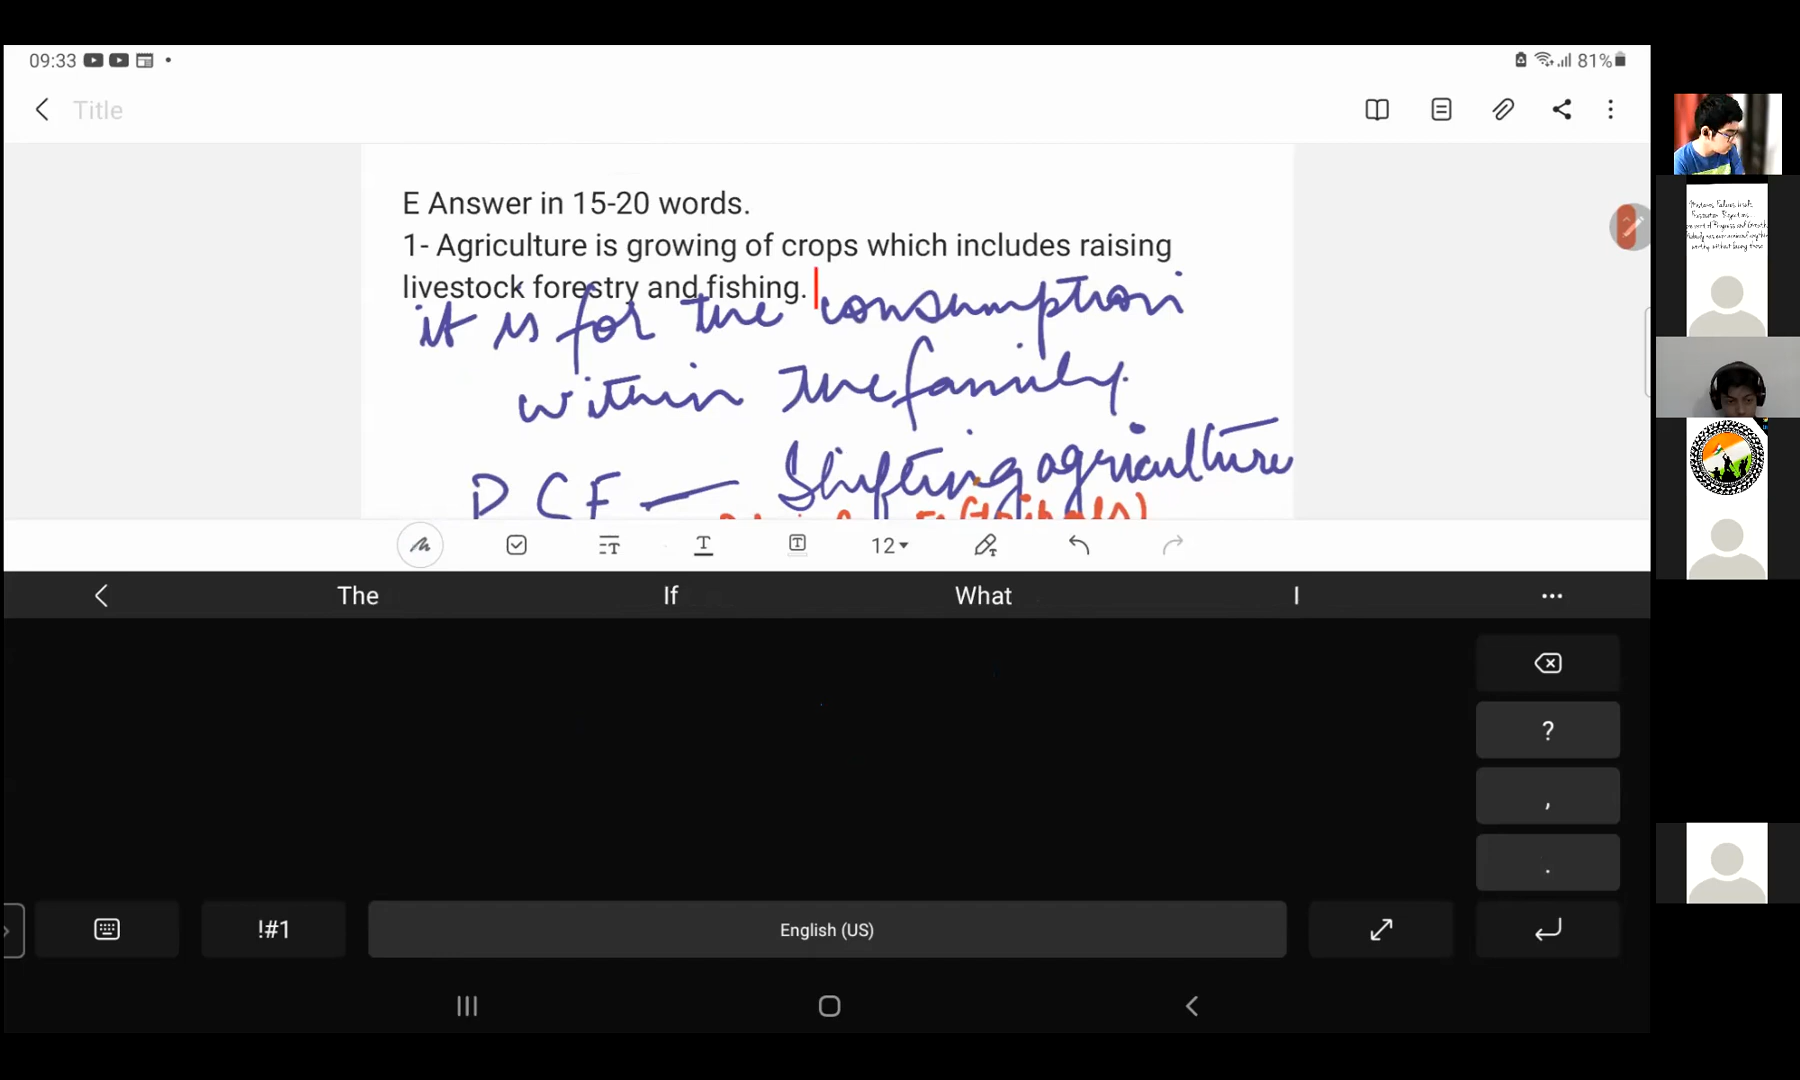 09:33
81%
Title
E Answer in 15-20 words.
1- Agriculture is growing of crops which includes raising
livestock forestry and fishing.
it is for the consumption
within the family.
P S F — Shifting agriculture
12
The If What I
?
,
.
!#1
English (US)